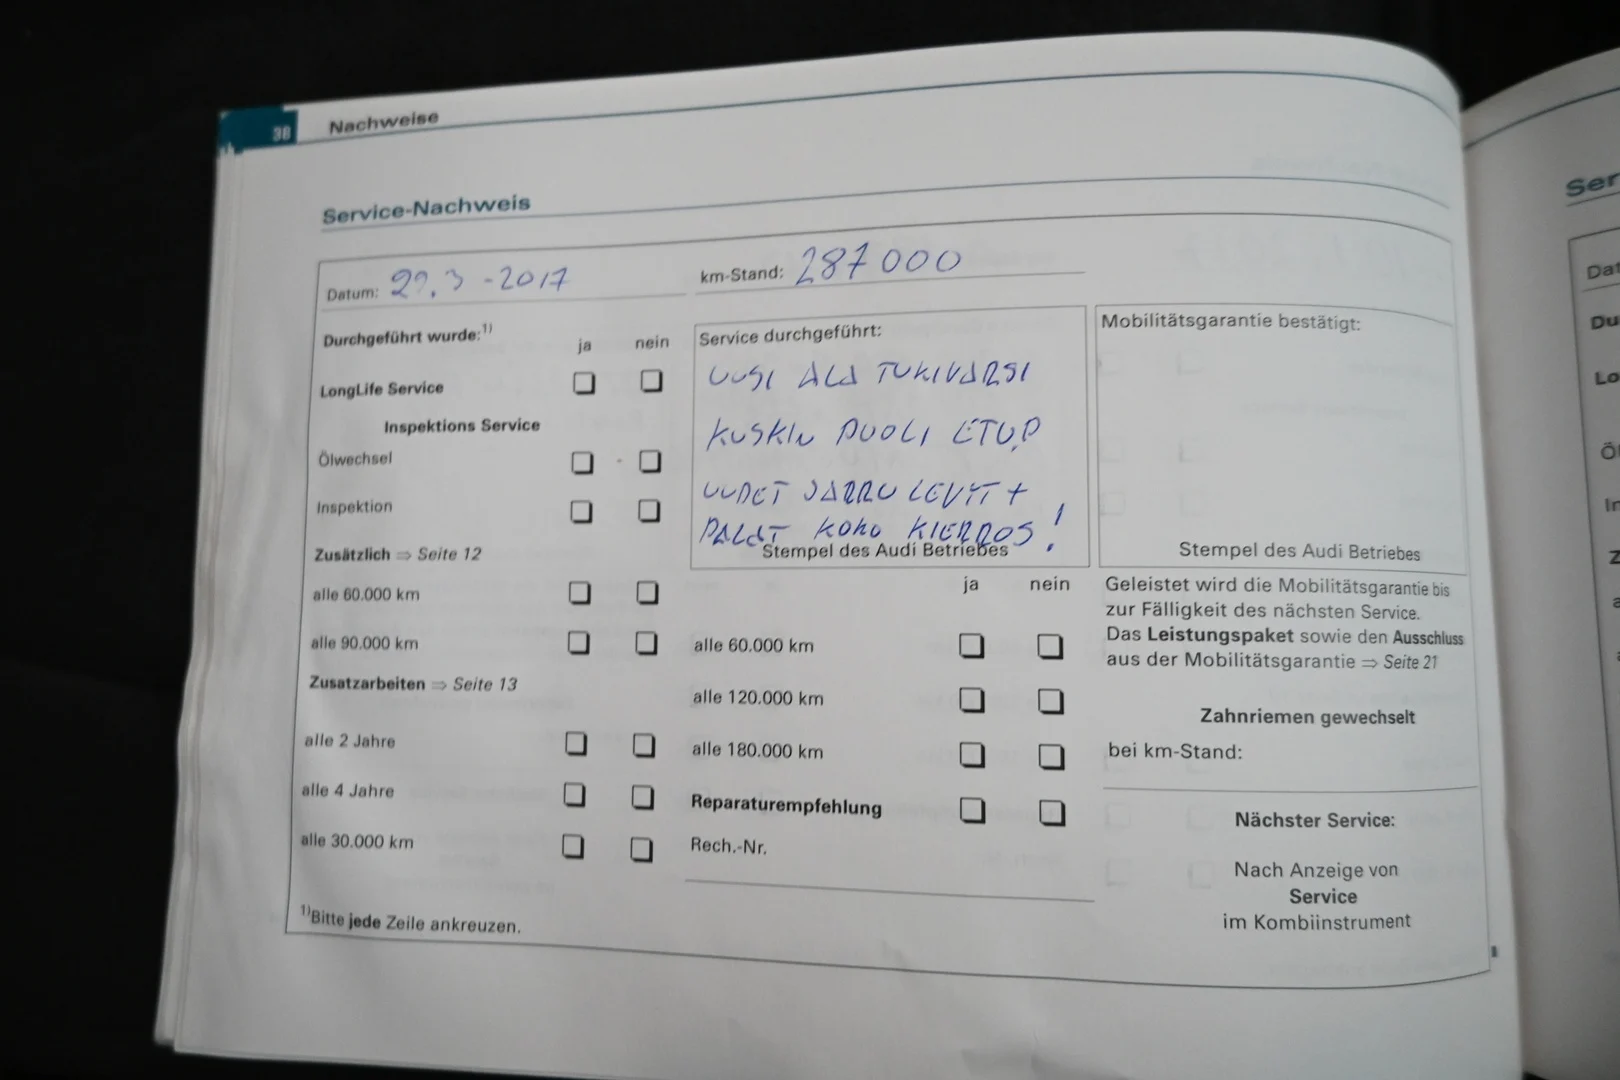 38 Nachweise
Service-Nachweis
Datum: 29.3-2017
km-Stand: 287000
Durchgeführt wurde:1)
ja nein
LongLife Service
Inspektions Service
Ölwechsel
Inspektion
Zusätzlich ⇒ Seite 12
alle 60.000 km
alle 90.000 km
Zusatzarbeiten ⇒ Seite 13
alle 2 Jahre
alle 4 Jahre
alle 30.000 km
1)Bitte jede Zeile ankreuzen.
Service durchgeführt:
UUSI ALA TUKIVARSI
KUSKIN PUOLI ETUP
UUDET JARRU LEVYT +
PALAT KOKO KIERROS!
Stempel des Audi Betriebes
ja nein
alle 60.000 km
alle 120.000 km
alle 180.000 km
Reparaturempfehlung
Rech.-Nr.
Mobilitätsgarantie bestätigt:
Stempel des Audi Betriebes
Geleistet wird die Mobilitätsgarantie bis
zur Fälligkeit des nächsten Service.
Das Leistungspaket sowie den Ausschluss
aus der Mobilitätsgarantie ⇒ Seite 21
Zahnriemen gewechselt
bei km-Stand:
Nächster Service:
Nach Anzeige von
Service
im Kombiinstrument